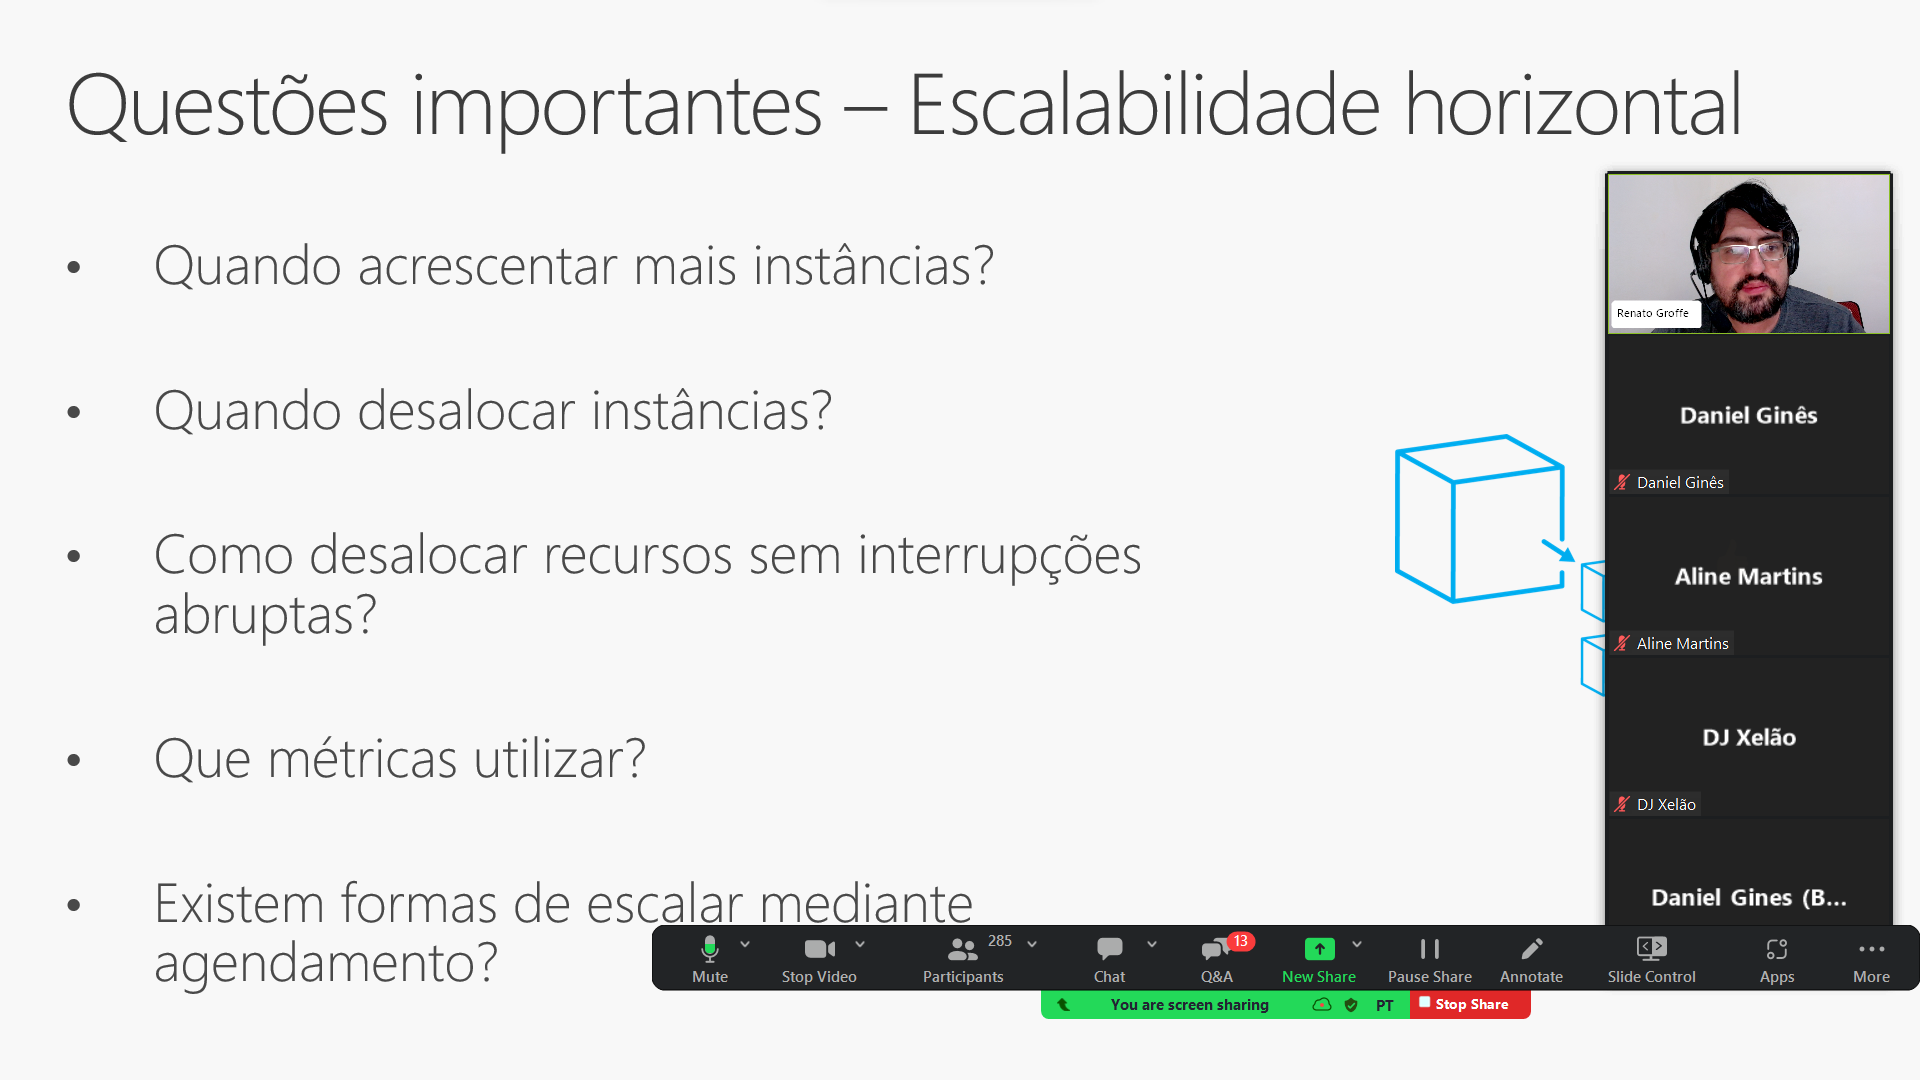 Questões importantes – Escalabilidade horizontal
• Quando acrescentar mais instâncias?
• Quando desalocar instâncias?
• Como desalocar recursos sem interrupções
abruptas?
• Que métricas utilizar?
• Existem formas de escalar mediante
agendamento?
Renato Groffe
Daniel Ginês
Daniel Ginês
Aline Martins
Aline Martins
DJ Xelão
DJ Xelão
Daniel Gines (B...
285
13
Mute
Stop Video
Participants
Chat
Q&A
New Share
Pause Share
Annotate
Slide Control
Apps
More
You are screen sharing
PT
Stop Share